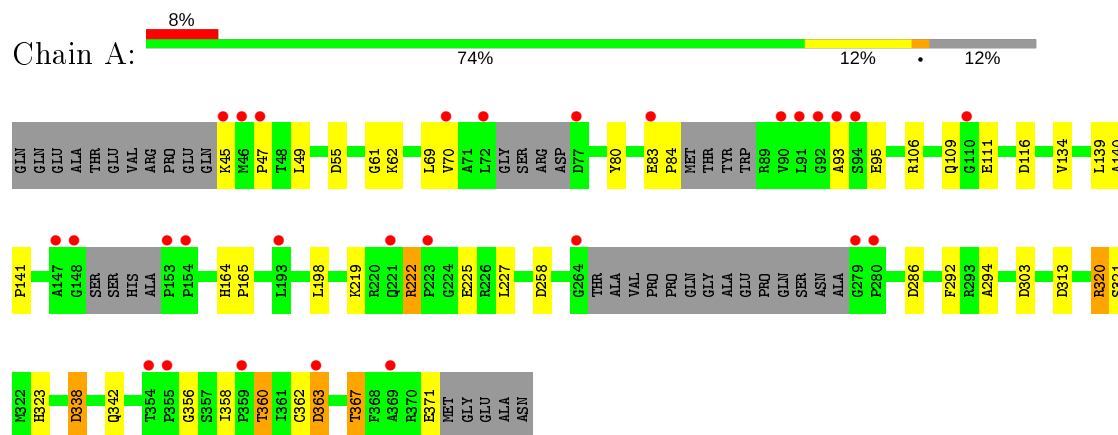 8%
Chain A:
74% 12% • 12%
GLN GLN GLU ALA THR GLU VAL ARG PRO GLU GLN K45 M46 P47 T48 L49 D55 G61 K62 L69 V70 A71 L72 GLY SER ARG ASP D77 Y80 E83 P84 MET THR TYR TRP R89 V90 L91 G92 A93 S94 E95 R106 Q109 G110 E111 D116 V134 L139 A140
P141 A147 G148 SER SER HIS ALA P153 P154 H164 P165 L193 L198 K219 R220 Q221 R222 P223 G224 E225 R226 L227 D258 G264 THR ALA VAL PRO PRO GLN GLY ALA GLU PRO GLN SER ASN ALA G279 P280 D286 F292 R293 A294 D303 D313 R320 S321
M322 H323 D338 Q342 T354 P355 G356 S357 I358 P359 T360 I361 C362 D363 T367 F368 A369 R370 E371 MET GLY GLU ALA ASN